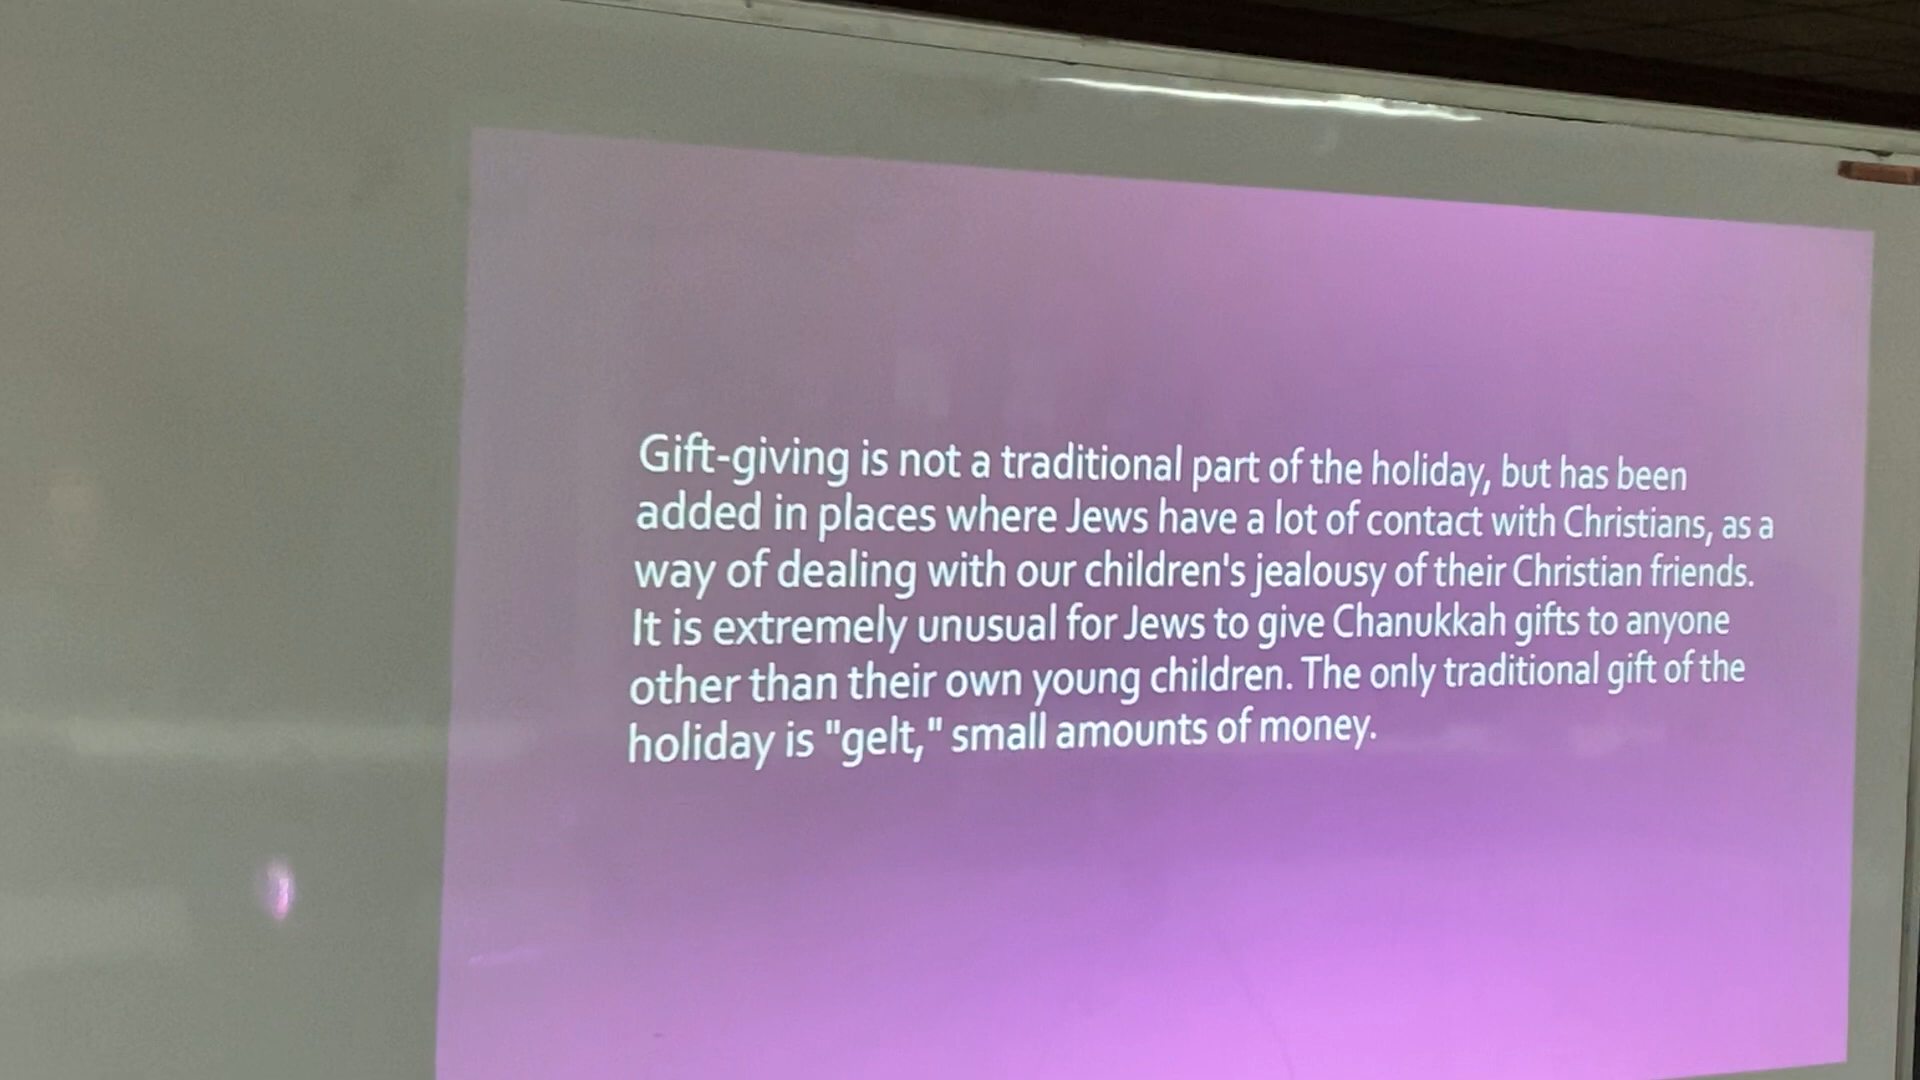 Gift-giving is not a traditional part of the holiday, but has been
added in places where Jews have a lot of contact with Christians, as a
way of dealing with our children's jealousy of their Christian friends.
It is extremely unusual for Jews to give Chanukkah gifts to anyone
other than their own young children. The only traditional gift of the
holiday is "gelt," small amounts of money.